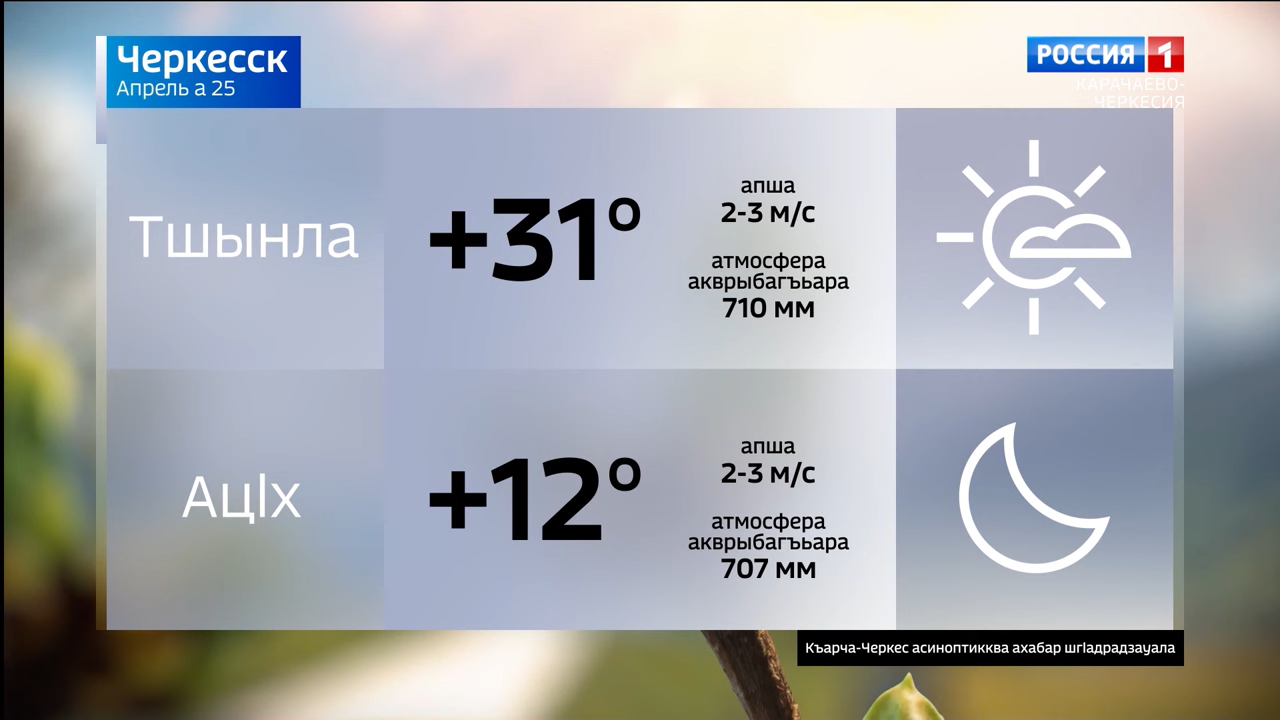 Черкесск
Апрель а 25
РОССИЯ 1
КАРАЧАЕВО-
ЧЕРКЕСИЯ
Тшынла
+31°
апша
2-3 м/с
атмосфера
акврыбагъьара
710 мм
АцӀх
+12°
апша
2-3 м/с
атмосфера
акврыбагъьара
707 мм
Къарча-Черкес асиноптикква ахабар шгӀадрадзауала